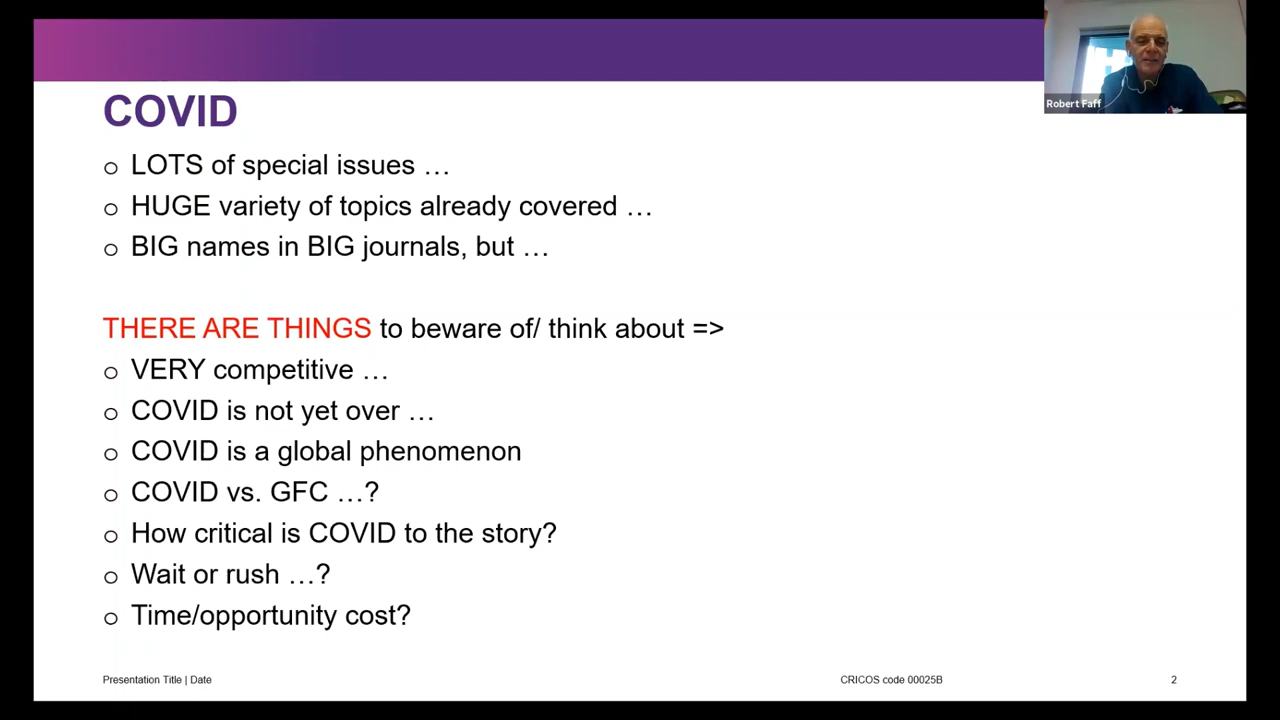 COVID
Robert Faff
o LOTS of special issues …
o HUGE variety of topics already covered …
o BIG names in BIG journals, but …
THERE ARE THINGS to beware of/ think about =>
o VERY competitive …
o COVID is not yet over …
o COVID is a global phenomenon
o COVID vs. GFC …?
o How critical is COVID to the story?
o Wait or rush …?
o Time/opportunity cost?
Presentation Title | Date
CRICOS code 00025B
2